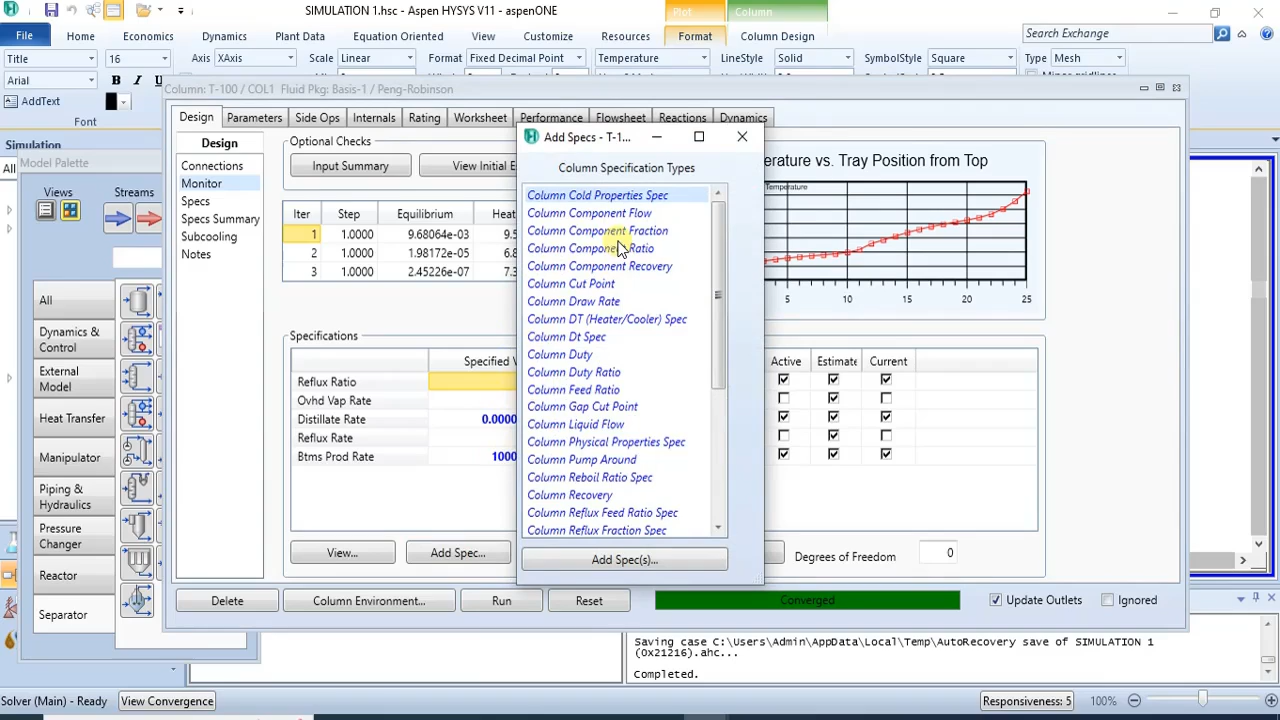 SIMULATION 1.hsc - Aspen HYSYS V11 - aspenONE
Plot
Column
File
Home
Economics
Dynamics
Plant Data
Equation Oriented
View
Customize
Resources
Format
Column Design
Search Exchange
Title
16
Axis
XAxis
Scale
Linear
Format
Fixed Decimal Point
Temperature
LineStyle
Solid
SymbolStyle
Square
Type
Mesh
Arial
B
I
U
AddText
Font
Simulation
All
Model Palette
Views
Streams
All
Dynamics &
Control
External
Model
Heat Transfer
Manipulator
Piping &
Hydraulics
Pressure
Changer
Reactor
Separator
Column: T-100 / COL1 Fluid Pkg: Basis-1 / Peng-Robinson
Design
Parameters
Side Ops
Internals
Rating
Worksheet
Performance
Flowsheet
Reactions
Dynamics
Design
Connections
Monitor
Specs
Specs Summary
Subcooling
Notes
Optional Checks
Input Summary
View Initial E
Iter Step Equilibrium Heat
1 1.0000 9.68064e-03 9.5
2 1.0000 1.98172e-05 6.8
3 1.0000 2.45226e-07 7.3
erature vs. Tray Position from Top
Temperature
5 10 15 20 25
Specifications
Specified V
Active Estimate Current
Reflux Ratio
Ovhd Vap Rate
Distillate Rate 0.0000
Reflux Rate
Btms Prod Rate 1000
View...
Add Spec...
Degrees of Freedom
0
Add Specs - T-1...
Column Specification Types
Column Cold Properties Spec
Column Component Flow
Column Component Fraction
Column Component Ratio
Column Component Recovery
Column Cut Point
Column Draw Rate
Column DT (Heater/Cooler) Spec
Column Dt Spec
Column Duty
Column Duty Ratio
Column Feed Ratio
Column Gap Cut Point
Column Liquid Flow
Column Physical Properties Spec
Column Pump Around
Column Reboil Ratio Spec
Column Recovery
Column Reflux Feed Ratio Spec
Column Reflux Fraction Spec
Add Spec(s)...
Delete
Column Environment...
Run
Reset
Converged
Update Outlets
Ignored
Saving case C:\Users\Admin\AppData\Local\Temp\AutoRecovery save of SIMULATION 1
(0x21216).ahc...
Completed.
Solver (Main) - Ready
View Convergence
Responsiveness: 5
100%